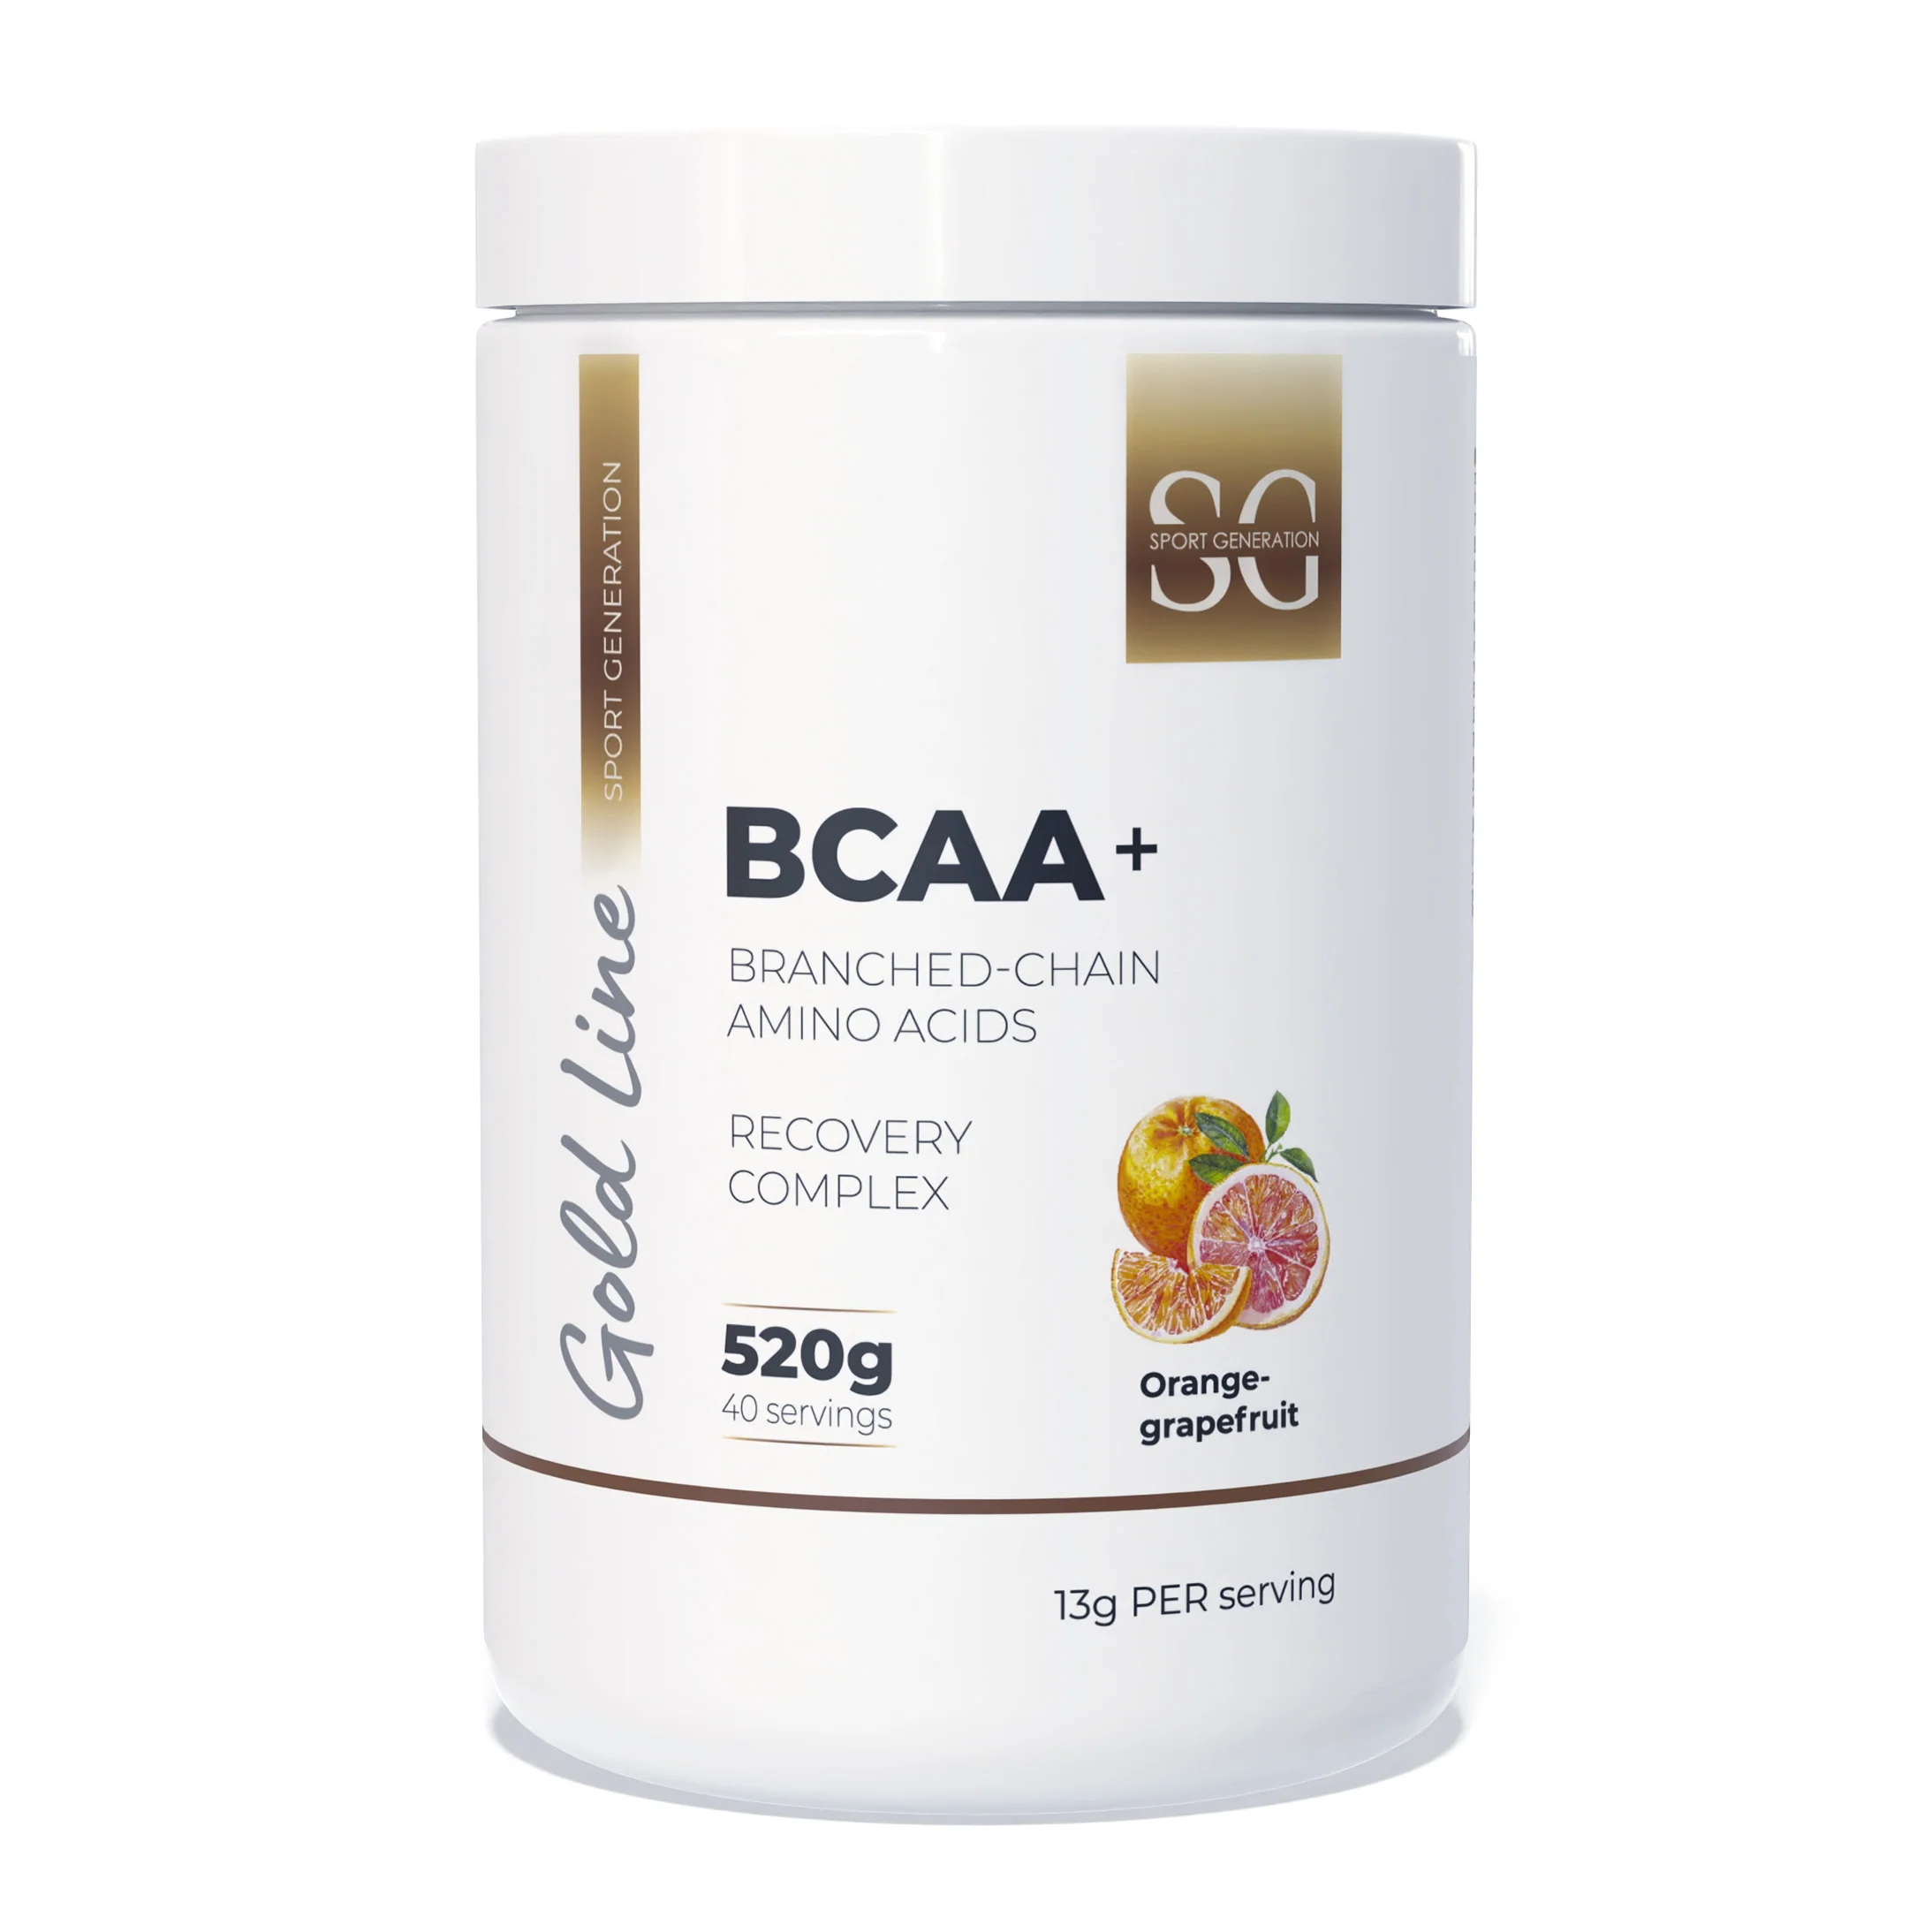 SPORT GENERATION
Gold Line
SG
SPORT GENERATION
BCAA+
BRANCHED-CHAIN
AMINO ACIDS
RECOVERY
COMPLEX
520g
40 servings
Orange-
grapefruit
13g PER serving